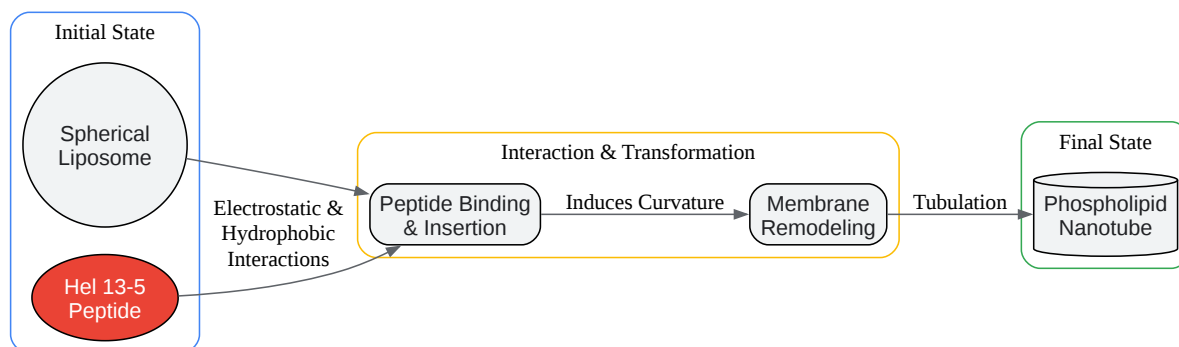 Initial State
Spherical
Liposome
Hel 13-5
Peptide
Electrostatic &
Hydrophobic
Interactions
Interaction & Transformation
Peptide Binding
& Insertion
Induces Curvature
Membrane
Remodeling
Tubulation
Final State
Phospholipid
Nanotube